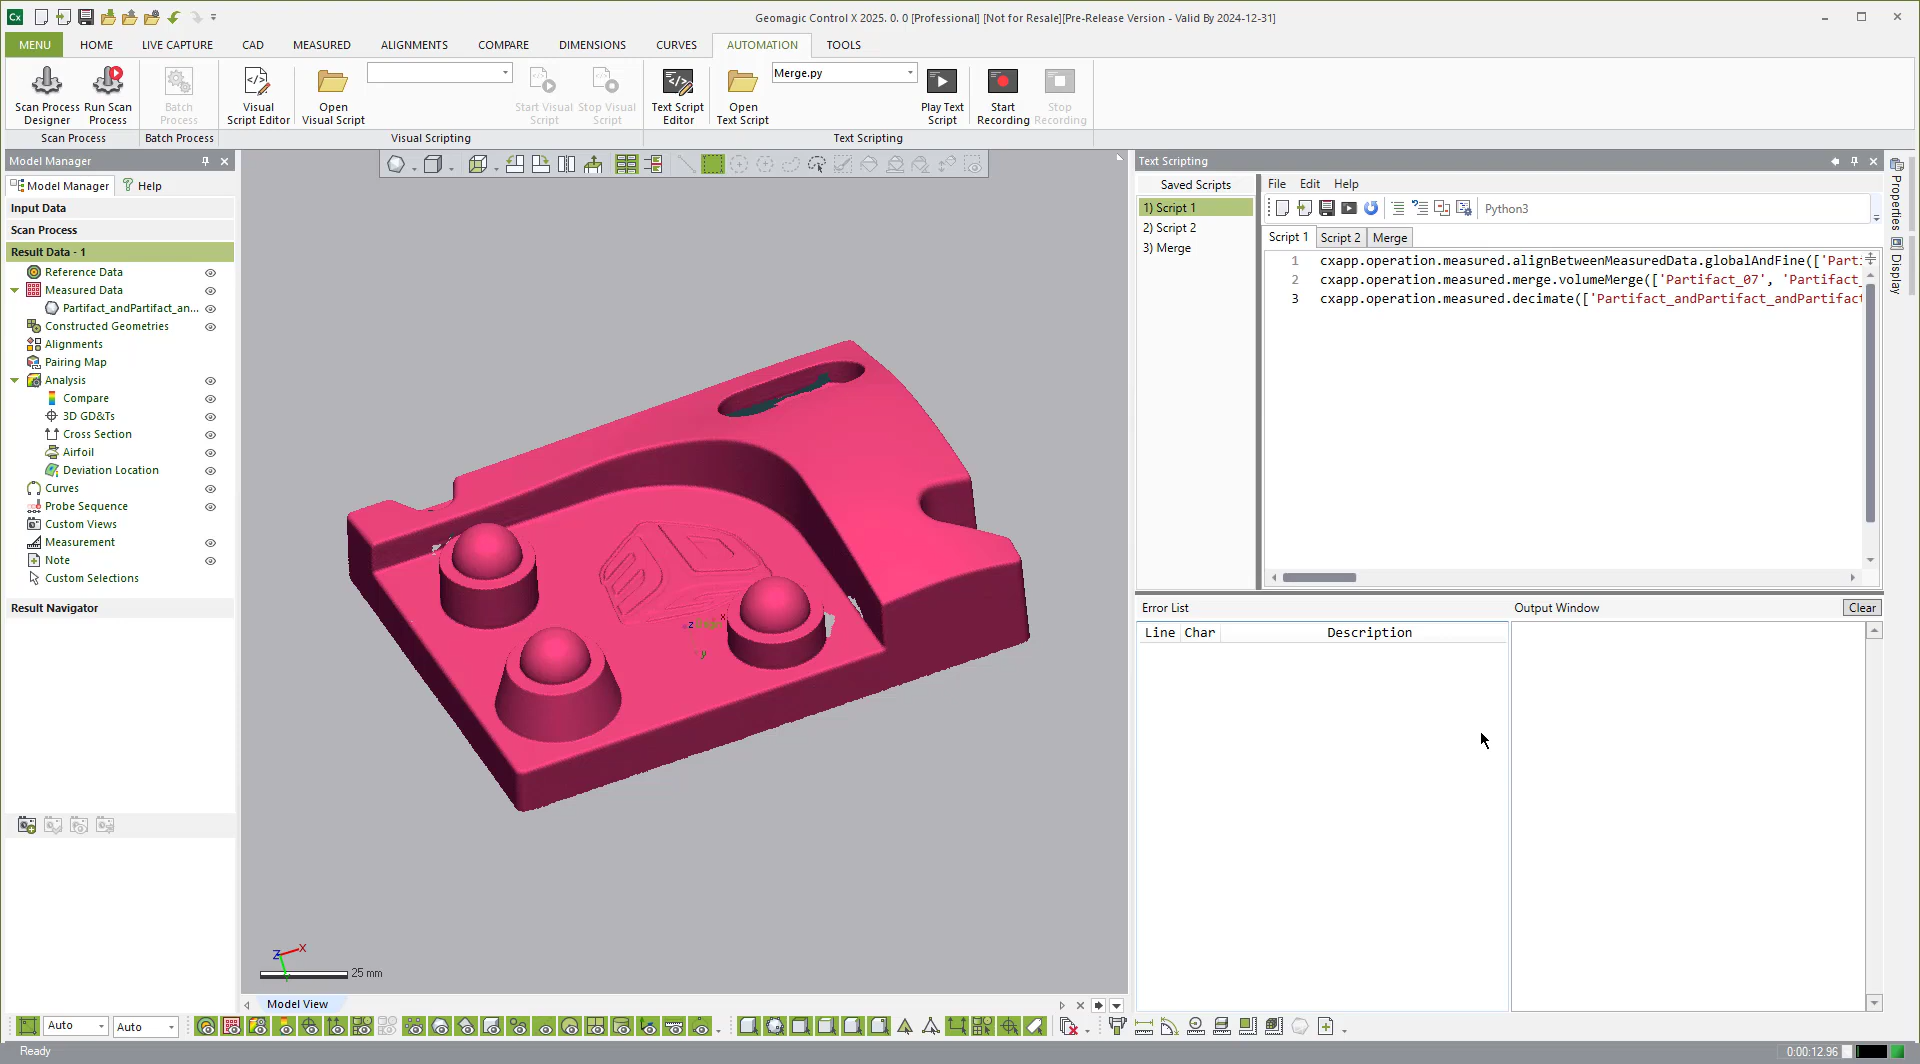 Cx
Geomagic Control X 2025. 0. 0 [Professional] [Not for Resale][Pre-Release Version - Valid By 2024-12-31]
MENU HOME LIVE CAPTURE CAD MEASURED ALIGNMENTS COMPARE DIMENSIONS CURVES AUTOMATION TOOLS
Scan Process Designer
Run Scan Process
Batch Process
Visual Script Editor
Open Visual Script
Start Visual Script
Stop Visual Script
Text Script Editor
Open Text Script
Merge.py
Play Text Script
Start Recording
Stop Recording
Scan Process Batch Process Visual Scripting Text Scripting
Model Manager
Model Manager Help
Input Data
Scan Process
Result Data - 1
Reference Data
Measured Data
Partifact_andPartifact_an...
Constructed Geometries
Alignments
Pairing Map
Analysis
Compare
3D GD&Ts
Cross Section
Airfoil
Deviation Location
Curves
Probe Sequence
Custom Views
Measurement
Note
Custom Selections
Result Navigator
z
x
y
Z X
25 mm
Model View
Text Scripting
Saved Scripts
1) Script 1
2) Script 2
3) Merge
File Edit Help
Python3
Script 1 Script 2 Merge
1 cxapp.operation.measured.alignBetweenMeasuredData.globalAndFine(['Part
2 cxapp.operation.measured.merge.volumeMerge(['Partifact_07', 'Partifact_
3 cxapp.operation.measured.decimate(['Partifact_andPartifact_andPartifact
Error List
Line Char Description
Output Window
Clear
Properties
Display
Auto Auto
Ready
0:00:12.96